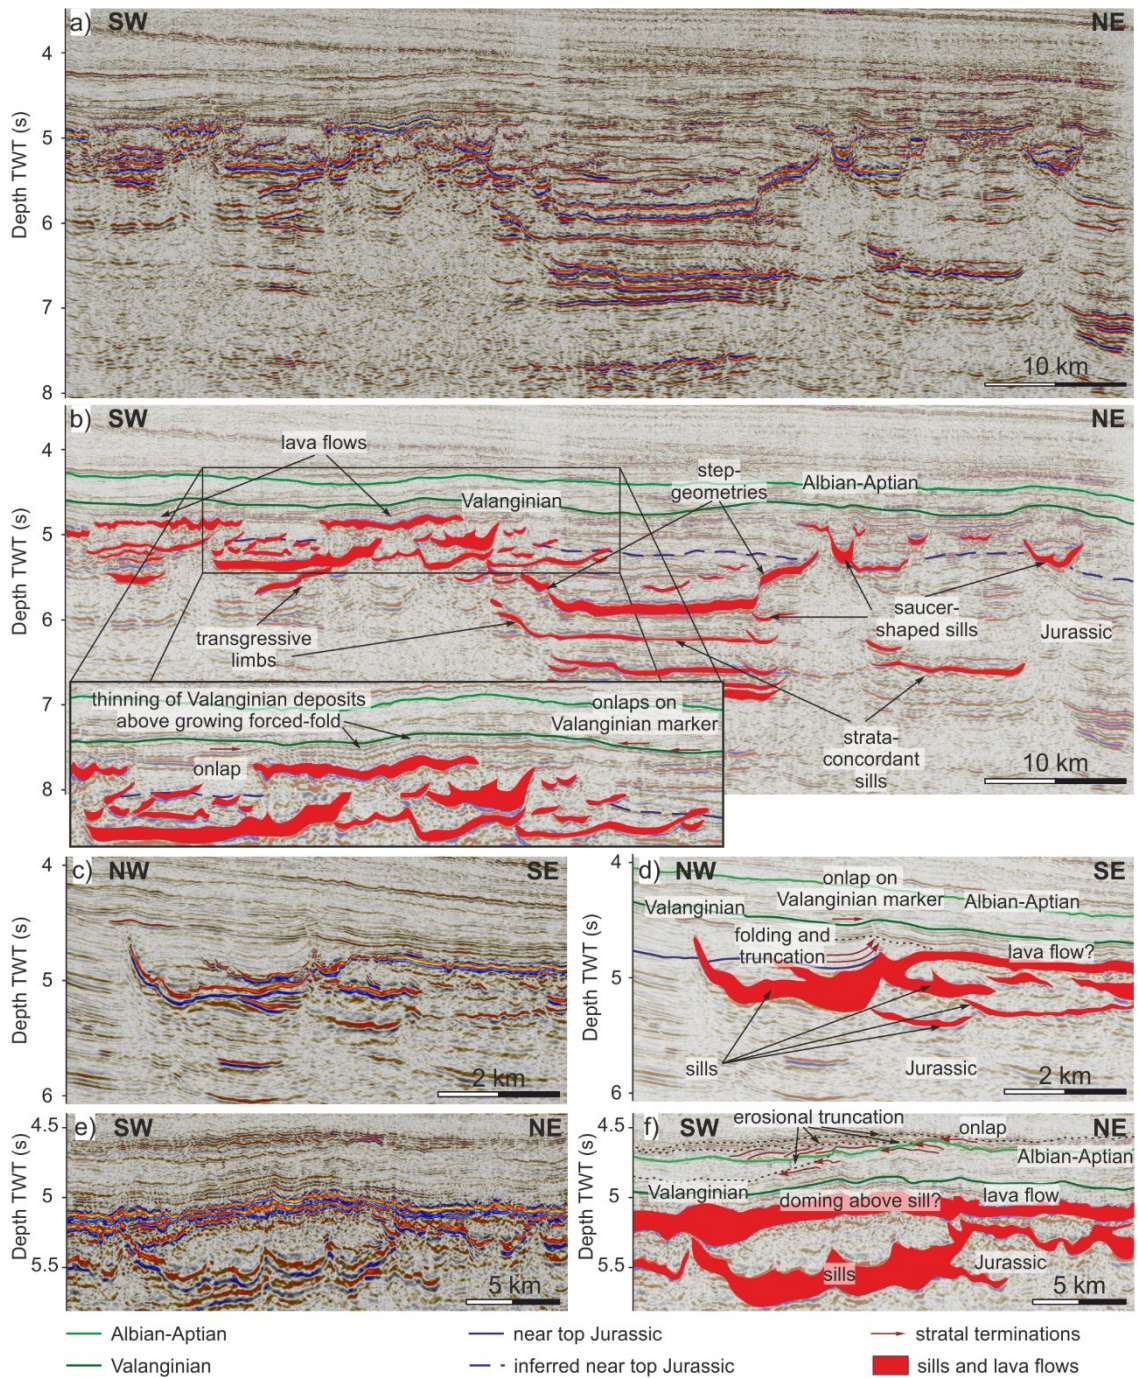 a) SW
NE
4
5
6
7
8
Depth TWT (s)
10 km
b) SW
NE
4
5
6
7
8
Depth TWT (s)
lava flows
step-
geometries
Valanginian
Albian-Aptian
transgressive
limbs
saucer-
shaped sills
Jurassic
strata-
concordant
sills
10 km
thinning of Valanginian deposits
above growing forced-fold
onlaps on
Valanginian marker
onlap
c) NW
SE
4
5
6
Depth TWT (s)
2 km
d) NW
SE
4
5
6
Depth TWT (s)
onlap on
Valanginian marker
Valanginian
Albian-Aptian
folding and
truncation
lava flow?
sills
Jurassic
2 km
e) SW
NE
4.5
5
5.5
Depth TWT (s)
5 km
f) SW
NE
4.5
5
5.5
Depth TWT (s)
erosional truncation
onlap
Albian-Aptian
Valanginian
doming above sill?
lava flow
sills
Jurassic
5 km
Albian-Aptian
near top Jurassic
stratal terminations
Valanginian
inferred near top Jurassic
sills and lava flows